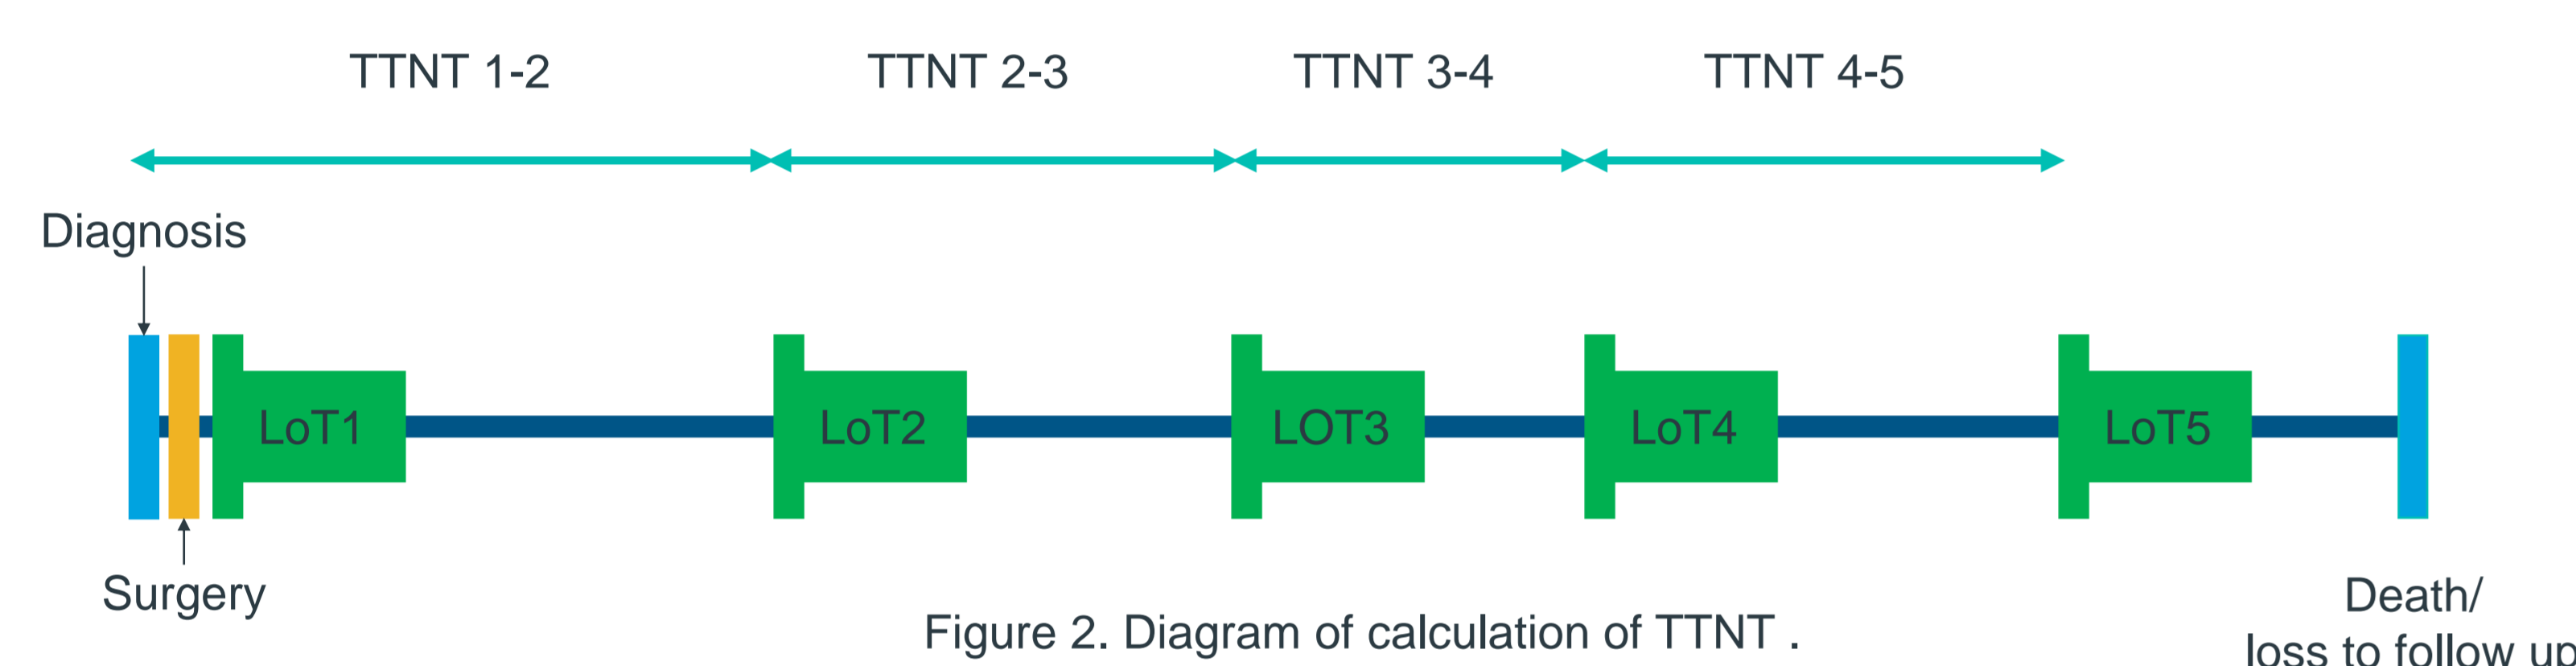 TTNT 1-2
TTNT 2-3
TTNT 3-4
TTNT 4-5
Diagnosis
LoT1
LoT2
LOT3
LoT4
LoT5
Surgery
Death/
loss to follow up
Figure 2. Diagram of calculation of TTNT .